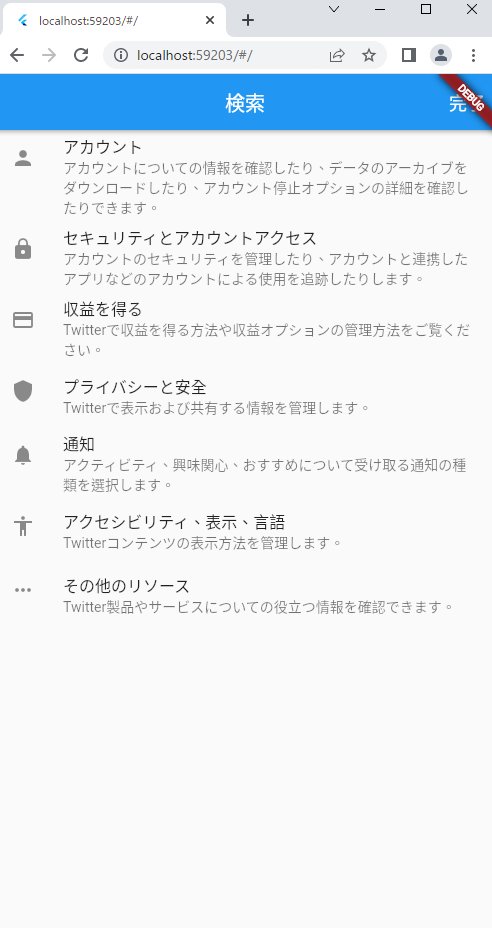 localhost:59203/#/
localhost:59203/#/
検索
完了
DEBUG
アカウント
アカウントについての情報を確認したり、データのアーカイブを
ダウンロードしたり、アカウント停止オプションの詳細を確認し
たりできます。
セキュリティとアカウントアクセス
アカウントのセキュリティを管理したり、アカウントと連携した
アプリなどのアカウントによる使用を追跡したりします。
収益を得る
Twitterで収益を得る方法や収益オプションの管理方法をご覧くだ
さい。
プライバシーと安全
Twitterで表示および共有する情報を管理します。
通知
アクティビティ、興味関心、おすすめについて受け取る通知の種
類を選択します。
アクセシビリティ、表示、言語
Twitterコンテンツの表示方法を管理します。
その他のリソース
Twitter製品やサービスについての役立つ情報を確認できます。